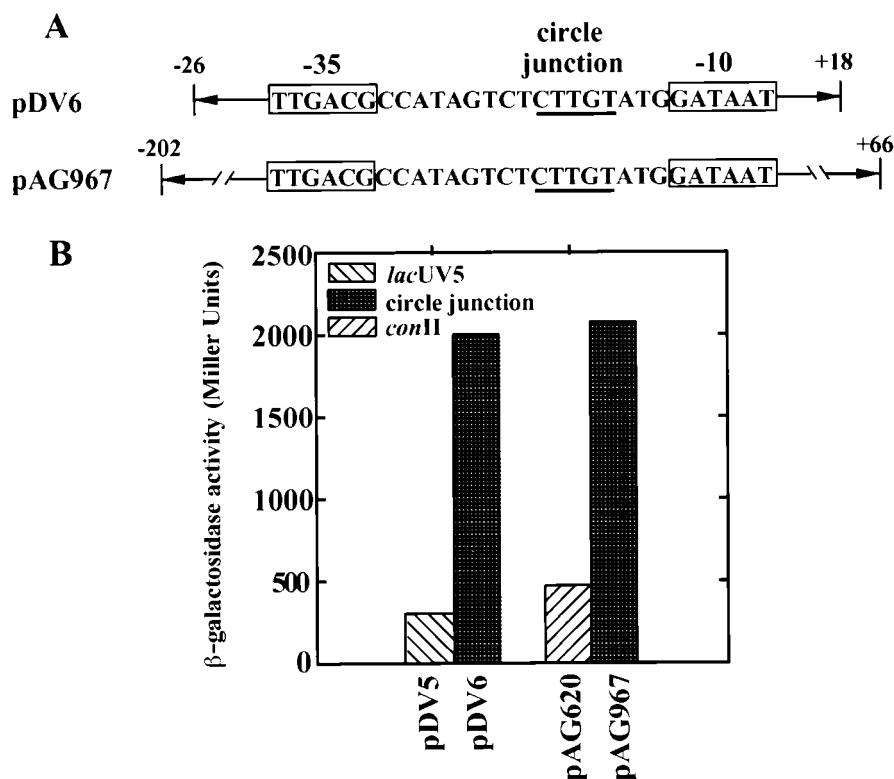 A
circle
junction
-26
-35
-10
+18
pDV6
TTGACGCCATAGTCTCTTGTATGGATAAT
-202
+66
pAG967
TTGACGCCATAGTCTCTTGTATGGATAAT
B
β-galactosidase activity (Miller Units)
2500
2000
1500
1000
500
0
lacUV5
circle junction
conII
pDV5
pDV6
pAG620
pAG967